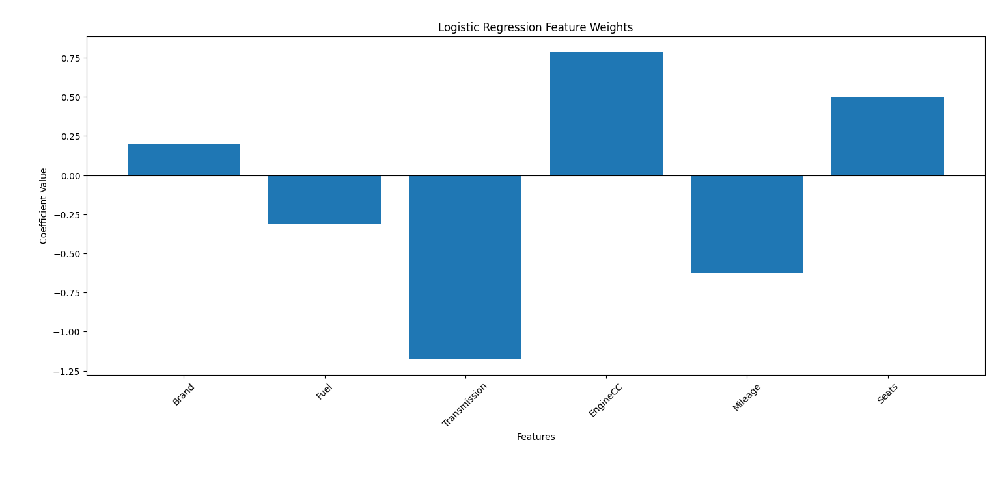 Logistic Regression Feature Weights
Coefficient Value
0.75
0.50
0.25
0.00
−0.25
−0.50
−0.75
−1.00
−1.25
Brand
Fuel
Transmission
EngineCC
Mileage
Seats
Features